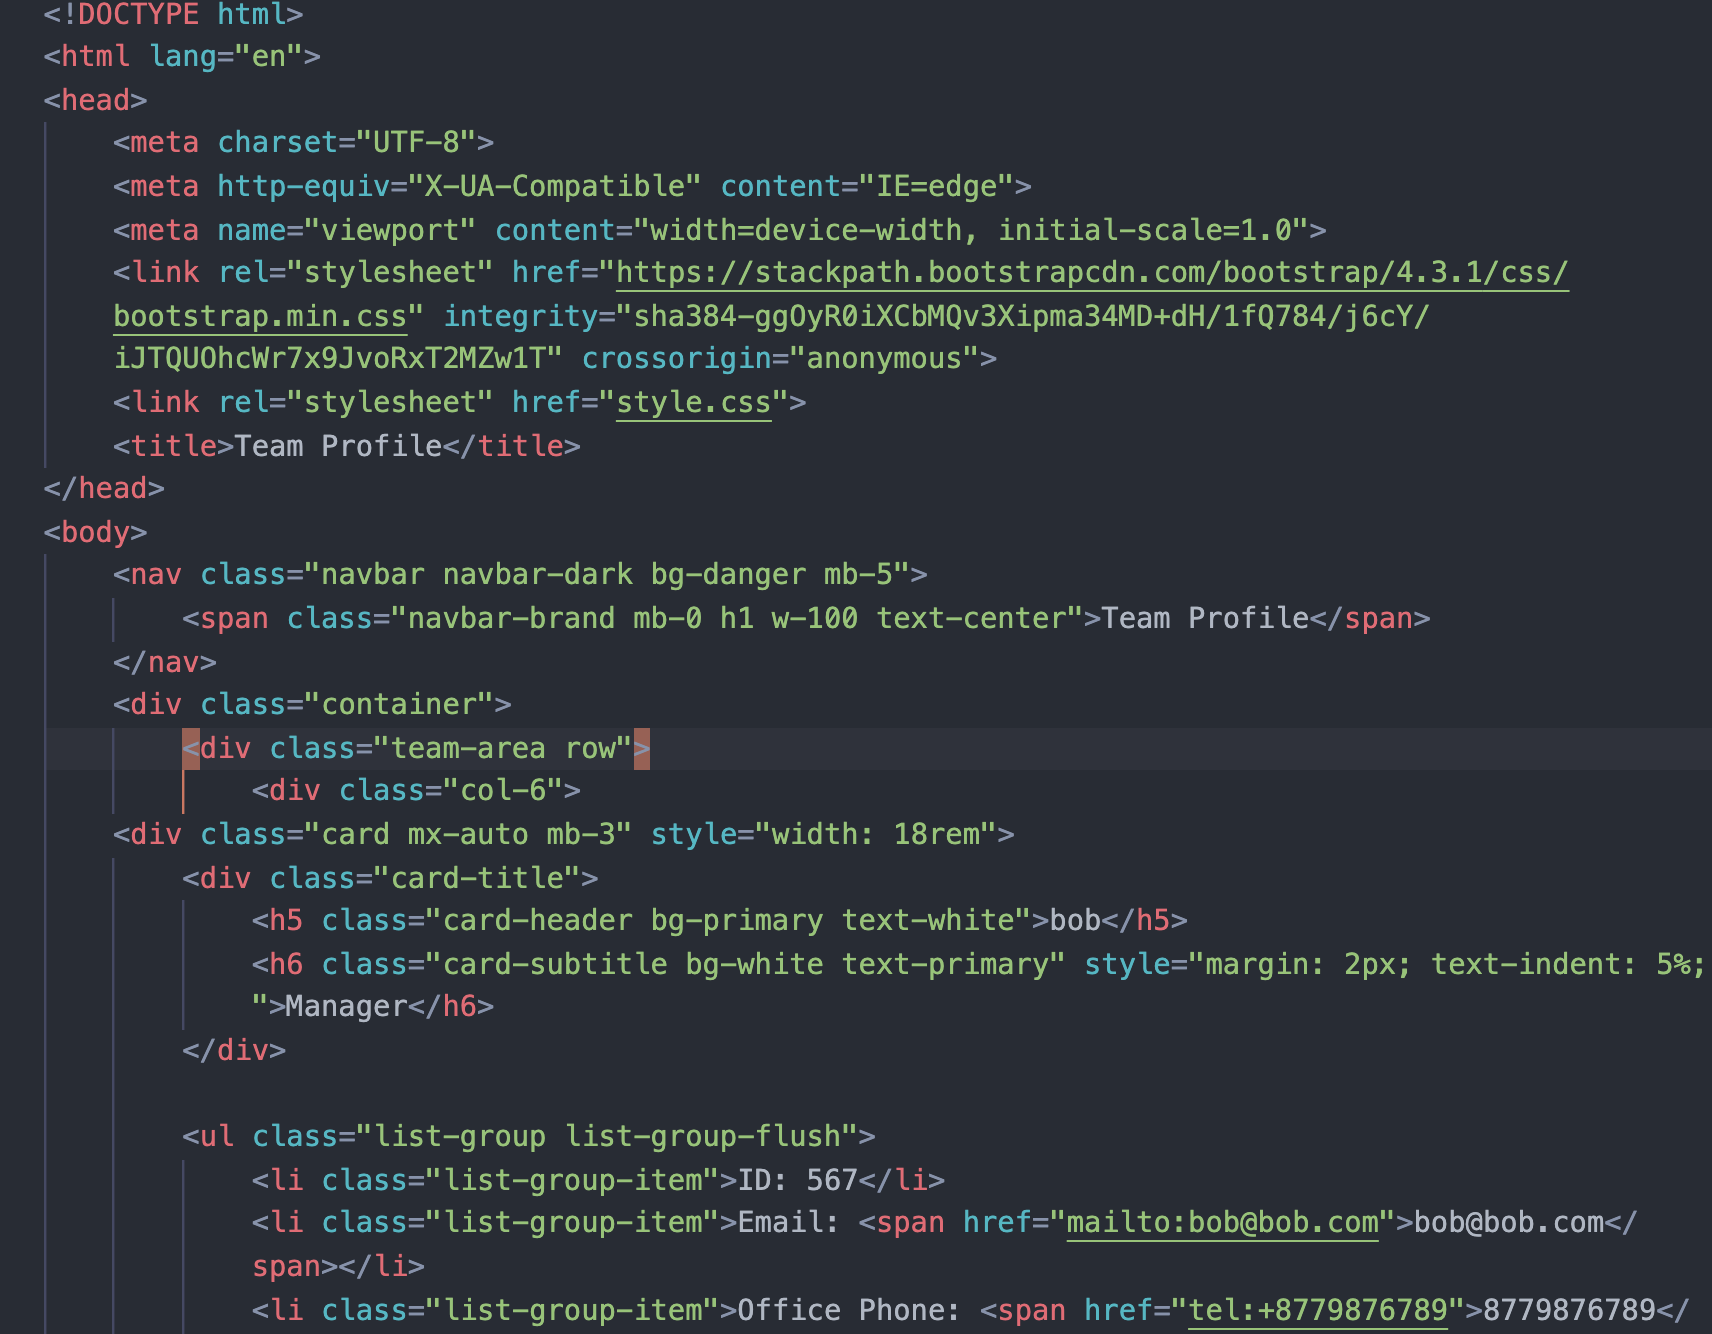 <!DOCTYPE html>
<html lang="en">
<head>
<meta charset="UTF-8">
<meta http-equiv="X-UA-Compatible" content="IE=edge">
<meta name="viewport" content="width=device-width, initial-scale=1.0">
<link rel="stylesheet" href="https://stackpath.bootstrapcdn.com/bootstrap/4.3.1/css/
bootstrap.min.css" integrity="sha384-ggOyR0iXCbMQv3Xipma34MD+dH/1fQ784/j6cY/
iJTQUOhcWr7x9JvoRxT2MZw1T" crossorigin="anonymous">
<link rel="stylesheet" href="style.css">
<title>Team Profile</title>
</head>
<body>
<nav class="navbar navbar-dark bg-danger mb-5">
<span class="navbar-brand mb-0 h1 w-100 text-center">Team Profile</span>
</nav>
<div class="container">
<div class="team-area row">
<div class="col-6">
<div class="card mx-auto mb-3" style="width: 18rem">
<div class="card-title">
<h5 class="card-header bg-primary text-white">bob</h5>
<h6 class="card-subtitle bg-white text-primary" style="margin: 2px; text-indent: 5%;
">Manager</h6>
</div>
<ul class="list-group list-group-flush">
<li class="list-group-item">ID: 567</li>
<li class="list-group-item">Email: <span href="mailto:bob@bob.com">bob@bob.com</
span></li>
<li class="list-group-item">Office Phone: <span href="tel:+8779876789">8779876789</